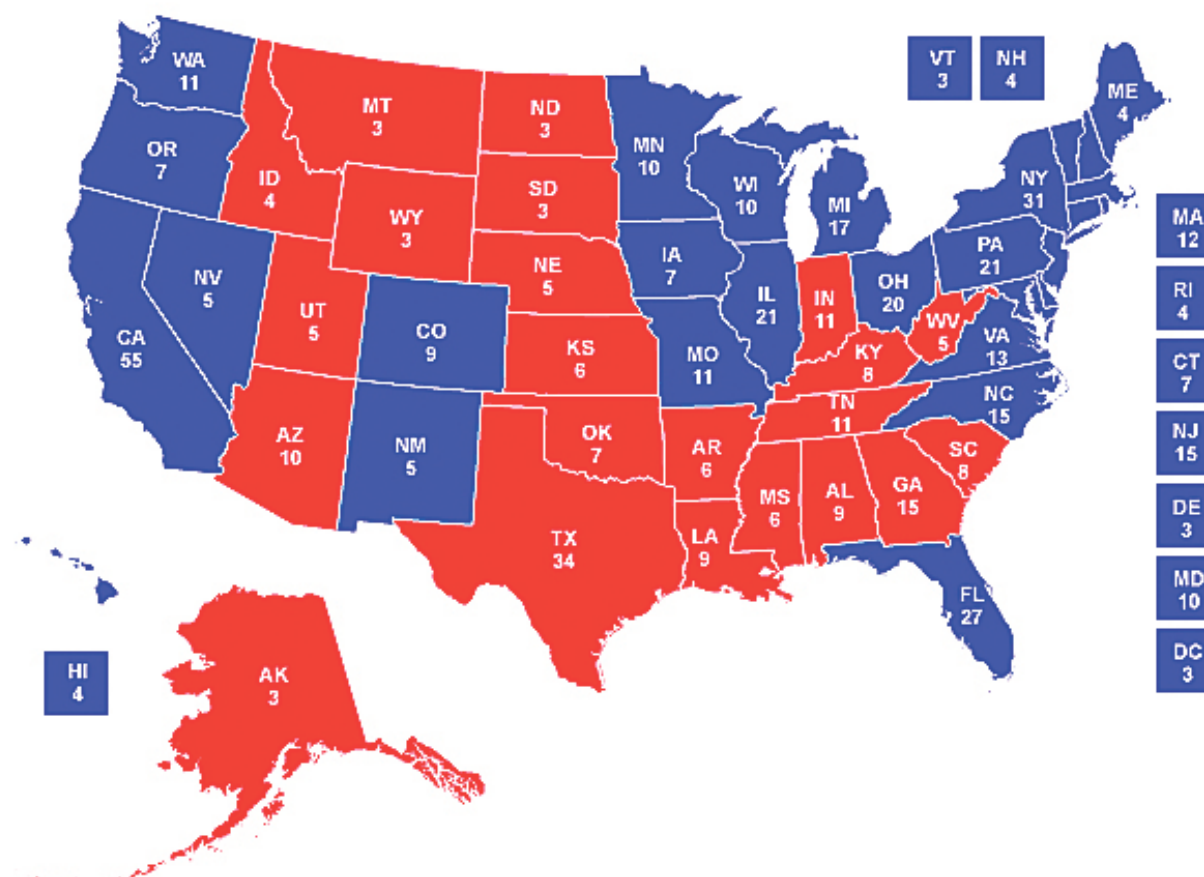 WA
11
OR
7
CA
55
NV
5
ID
4
MT
3
WY
3
UT
5
AZ
10
CO
9
NM
5
ND
3
SD
3
NE
5
KS
6
OK
7
TX
34
MN
10
IA
7
MO
11
AR
6
LA
9
WI
10
IL
21
MI
17
IN
11
OH
20
KY
8
TN
11
MS
6
AL
9
GA
15
FL
27
SC
8
NC
15
VA
13
WV
5
PA
21
NY
31
VT
3
NH
4
ME
4
MA
12
RI
4
CT
7
NJ
15
DE
3
MD
10
DC
3
HI
4
AK
3